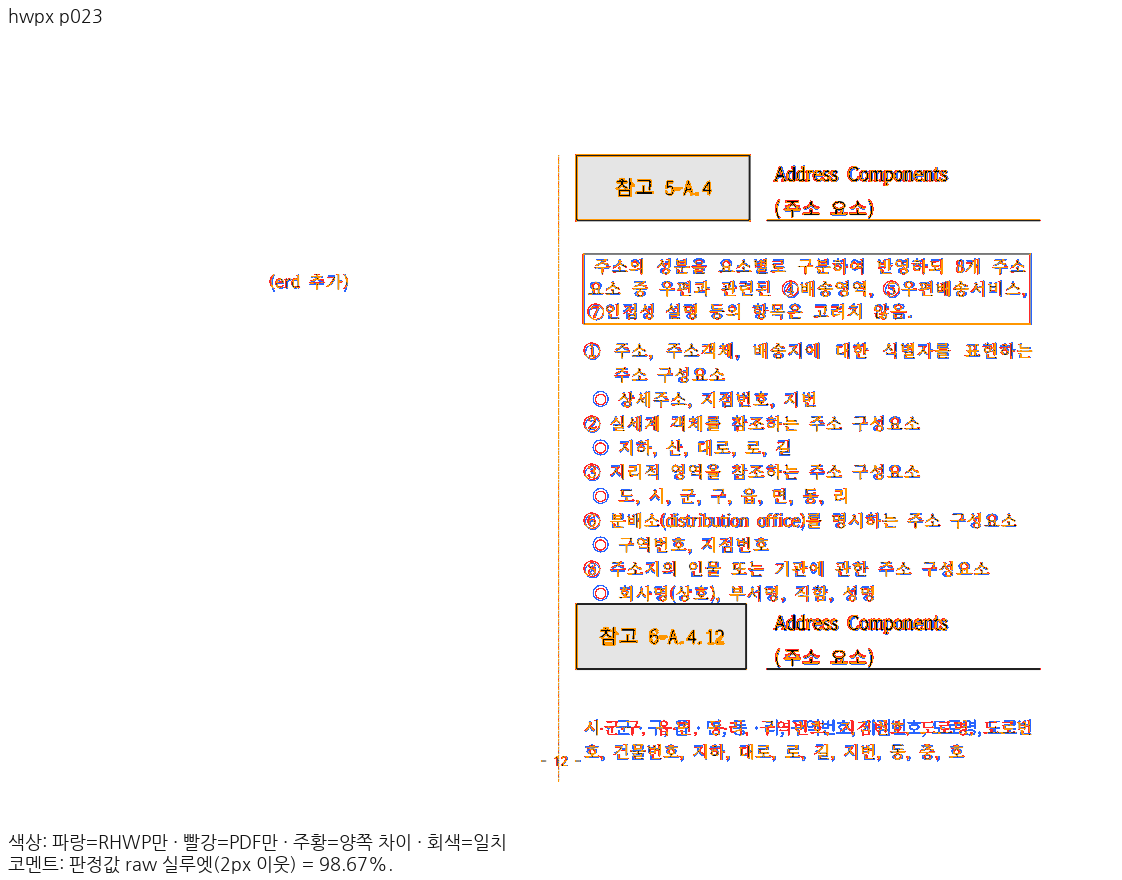 hwpx p023
(erd 추가)
참고 5-A.4
Address Components
(주소 요소)
주소의 성분을 요소별로 구분하여 반영하되 8개 주소
요소 중 우편과 관련된 ④배송영역, ⑤우편배송서비스,
⑦인접성 설명 등의 항목은 고려치 않음.
① 주소, 주소객체, 배송지에 대한 식별자를 표현하는
주소 구성요소
◎ 상세주소, 지점번호, 지번
② 실세계 객체를 참조하는 주소 구성요소
◎ 지하, 산, 대로, 로, 길
③ 지리적 영역을 참조하는 주소 구성요소
◎ 도, 시, 군, 구, 읍, 면, 동, 리
⑥ 분배소(distribution office)를 명시하는 주소 구성요소
◎ 구역번호, 지점번호
⑧ 주소지의 인물 또는 기관에 관한 주소 구성요소
◎ 회사명(상호), 부서명, 직함, 성명
참고 6-A.4.12
Address Components
(주소 요소)
도로번
호, 건물번호, 지하, 대로, 로, 길, 지번, 동, 층, 호
- 12 -
색상: 파랑=RHWP만 · 빨강=PDF만 · 주황=양쪽 차이 · 회색=일치
코멘트: 판정값 raw 실루엣(2px 이웃) = 98.67%.